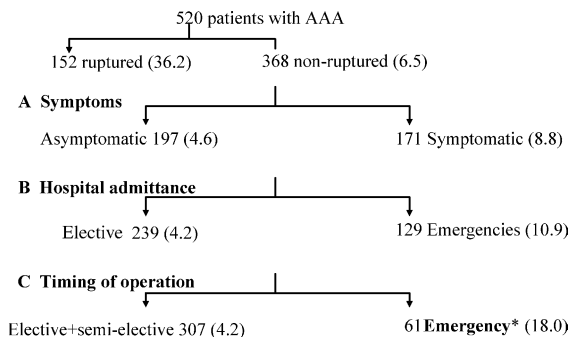 520 patients with AAA
152 ruptured (36.2) 368 non-ruptured (6.5)
A Symptoms
Asymptomatic 197 (4.6) 171 Symptomatic (8.8)
B Hospital admittance
Elective 239 (4.2) 129 Emergencies (10.9)
C Timing of operation
Elective+semi-elective 307 (4.2) 61Emergency* (18.0)